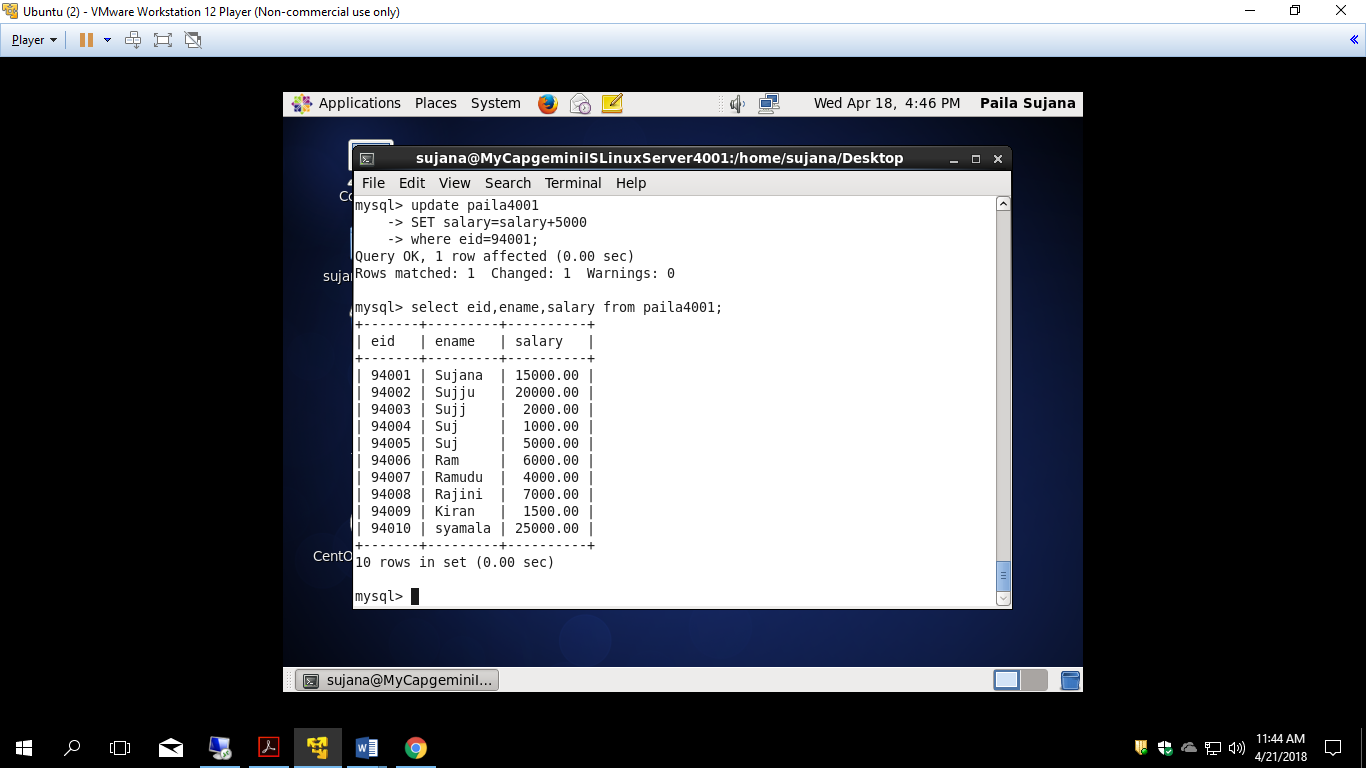 Ubuntu (2) - VMware Workstation 12 Player (Non-commercial use only)
Player
Applications Places System Wed Apr 18, 4:46 PM Paila Sujana
sujana@MyCapgeminiISLinuxServer4001:/home/sujana/Desktop
File Edit View Search Terminal Help
mysql> update paila4001
    -> SET salary=salary+5000
    -> where eid=94001;
Query OK, 1 row affected (0.00 sec)
Rows matched: 1  Changed: 1  Warnings: 0
mysql> select eid,ename,salary from paila4001;
+-------+---------+----------+
| eid   | ename   | salary   |
+-------+---------+----------+
| 94001 | Sujana  | 15000.00 |
| 94002 | Sujju   | 20000.00 |
| 94003 | Sujj    |  2000.00 |
| 94004 | Suj     |  1000.00 |
| 94005 | Suj     |  5000.00 |
| 94006 | Ram     |  6000.00 |
| 94007 | Ramudu  |  4000.00 |
| 94008 | Rajini  |  7000.00 |
| 94009 | Kiran   |  1500.00 |
| 94010 | syamala | 25000.00 |
+-------+---------+----------+
10 rows in set (0.00 sec)
mysql>
Co
suja
CentO
sujana@MyCapgeminiI...
11:44 AM
4/21/2018